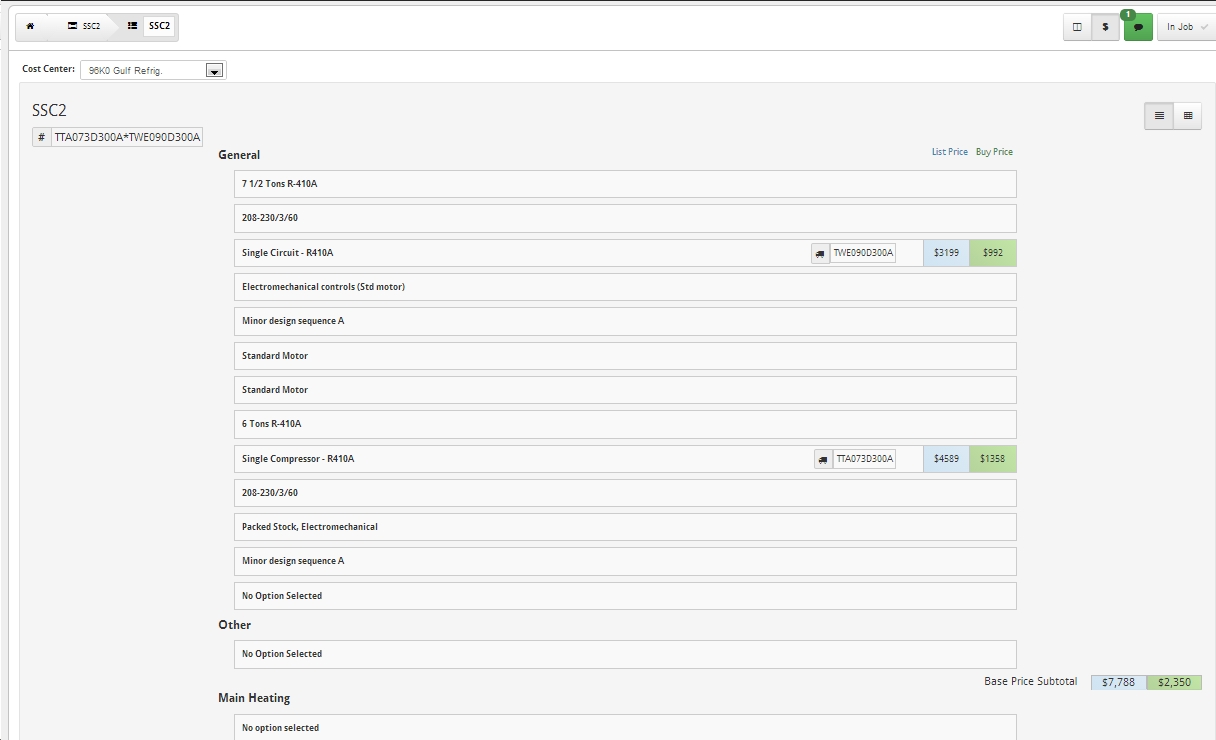 SSC2 SSC2 $ 1 In Job
Cost Center: 96K0 Gulf Refrig.
SSC2
# TTA073D300A*TWE090D300A
General List Price Buy Price
7 1/2 Tons R-410A
208-230/3/60
Single Circuit - R410A TWE090D300A $3199 $992
Electromechanical controls (Std motor)
Minor design sequence A
Standard Motor
Standard Motor
6 Tons R-410A
Single Compressor - R410A TTA073D300A $4589 $1358
208-230/3/60
Packed Stock, Electromechanical
Minor design sequence A
No Option Selected
Other
No Option Selected
Base Price Subtotal $7,788 $2,350
Main Heating
No option selected